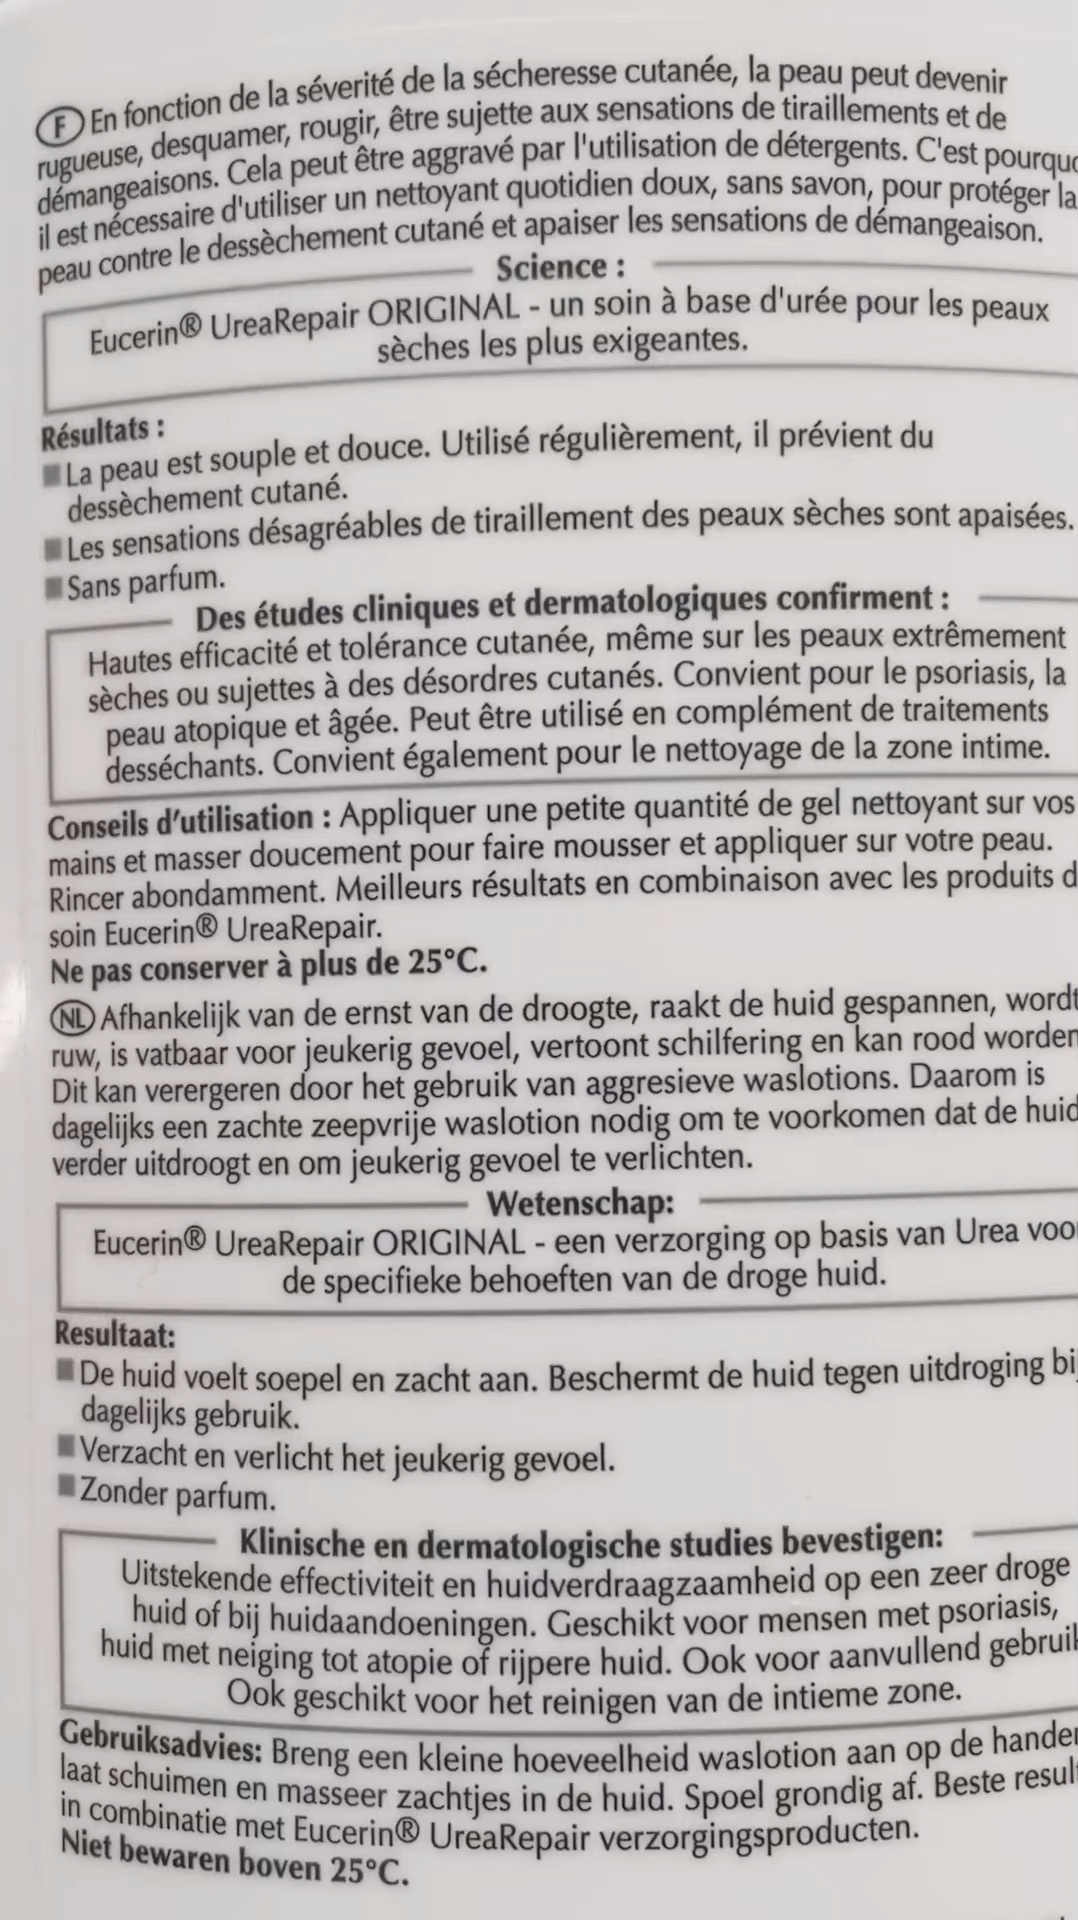 F En fonction de la séverité de la sécheresse cutanée, la peau peut devenir
rugueuse, desquamer, rougir, être sujette aux sensations de tiraillements et de
démangeaisons. Cela peut être aggravé par l'utilisation de détergents. C'est pourquo
il est nécessaire d'utiliser un nettoyant quotidien doux, sans savon, pour protéger la
peau contre le dessèchement cutané et apaiser les sensations de démangeaison.
Science :
Eucerin® UreaRepair ORIGINAL - un soin à base d'urée pour les peaux
sèches les plus exigeantes.
Résultats :
■ La peau est souple et douce. Utilisé régulièrement, il prévient du
dessèchement cutané.
■ Les sensations désagréables de tiraillement des peaux sèches sont apaisées.
■ Sans parfum.
Des études cliniques et dermatologiques confirment :
Hautes efficacité et tolérance cutanée, même sur les peaux extrêmement
sèches ou sujettes à des désordres cutanés. Convient pour le psoriasis, la
peau atopique et âgée. Peut être utilisé en complément de traitements
desséchants. Convient également pour le nettoyage de la zone intime.
Conseils d'utilisation : Appliquer une petite quantité de gel nettoyant sur vos
mains et masser doucement pour faire mousser et appliquer sur votre peau.
Rincer abondamment. Meilleurs résultats en combinaison avec les produits d
soin Eucerin® UreaRepair.
Ne pas conserver à plus de 25°C.
NL Afhankelijk van de ernst van de droogte, raakt de huid gespannen, wordt
ruw, is vatbaar voor jeukerig gevoel, vertoont schilfering en kan rood worden
Dit kan verergeren door het gebruik van aggresieve waslotions. Daarom is
dagelijks een zachte zeepvrije waslotion nodig om te voorkomen dat de huid
verder uitdroogt en om jeukerig gevoel te verlichten.
Wetenschap:
Eucerin® UreaRepair ORIGINAL - een verzorging op basis van Urea voo
de specifieke behoeften van de droge huid.
Resultaat:
■ De huid voelt soepel en zacht aan. Beschermt de huid tegen uitdroging bij
dagelijks gebruik.
■ Verzacht en verlicht het jeukerig gevoel.
■ Zonder parfum.
Klinische en dermatologische studies bevestigen:
Uitstekende effectiviteit en huidverdraagzaamheid op een zeer droge
huid of bij huidaandoeningen. Geschikt voor mensen met psoriasis,
huid met neiging tot atopie of rijpere huid. Ook voor aanvullend gebruik
Ook geschikt voor het reinigen van de intieme zone.
Gebruiksadvies: Breng een kleine hoeveelheid waslotion aan op de handen
laat schuimen en masseer zachtjes in de huid. Spoel grondig af. Beste result
in combinatie met Eucerin® UreaRepair verzorgingsproducten.
Niet bewaren boven 25°C.